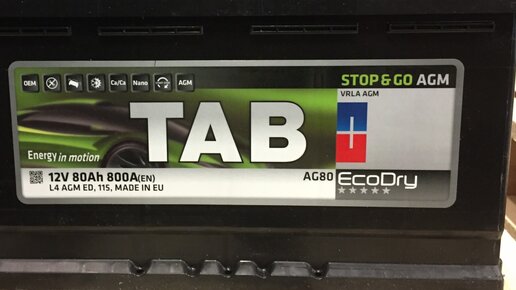 STOP & GO AGM
OEM
Ca/Ca
Nano
AGM
VRLA AGM
TAB
Energy in motion
12V 80Ah 800A(EN)
AG80
L4 AGM ED, 115, MADE IN EU
EcoDry